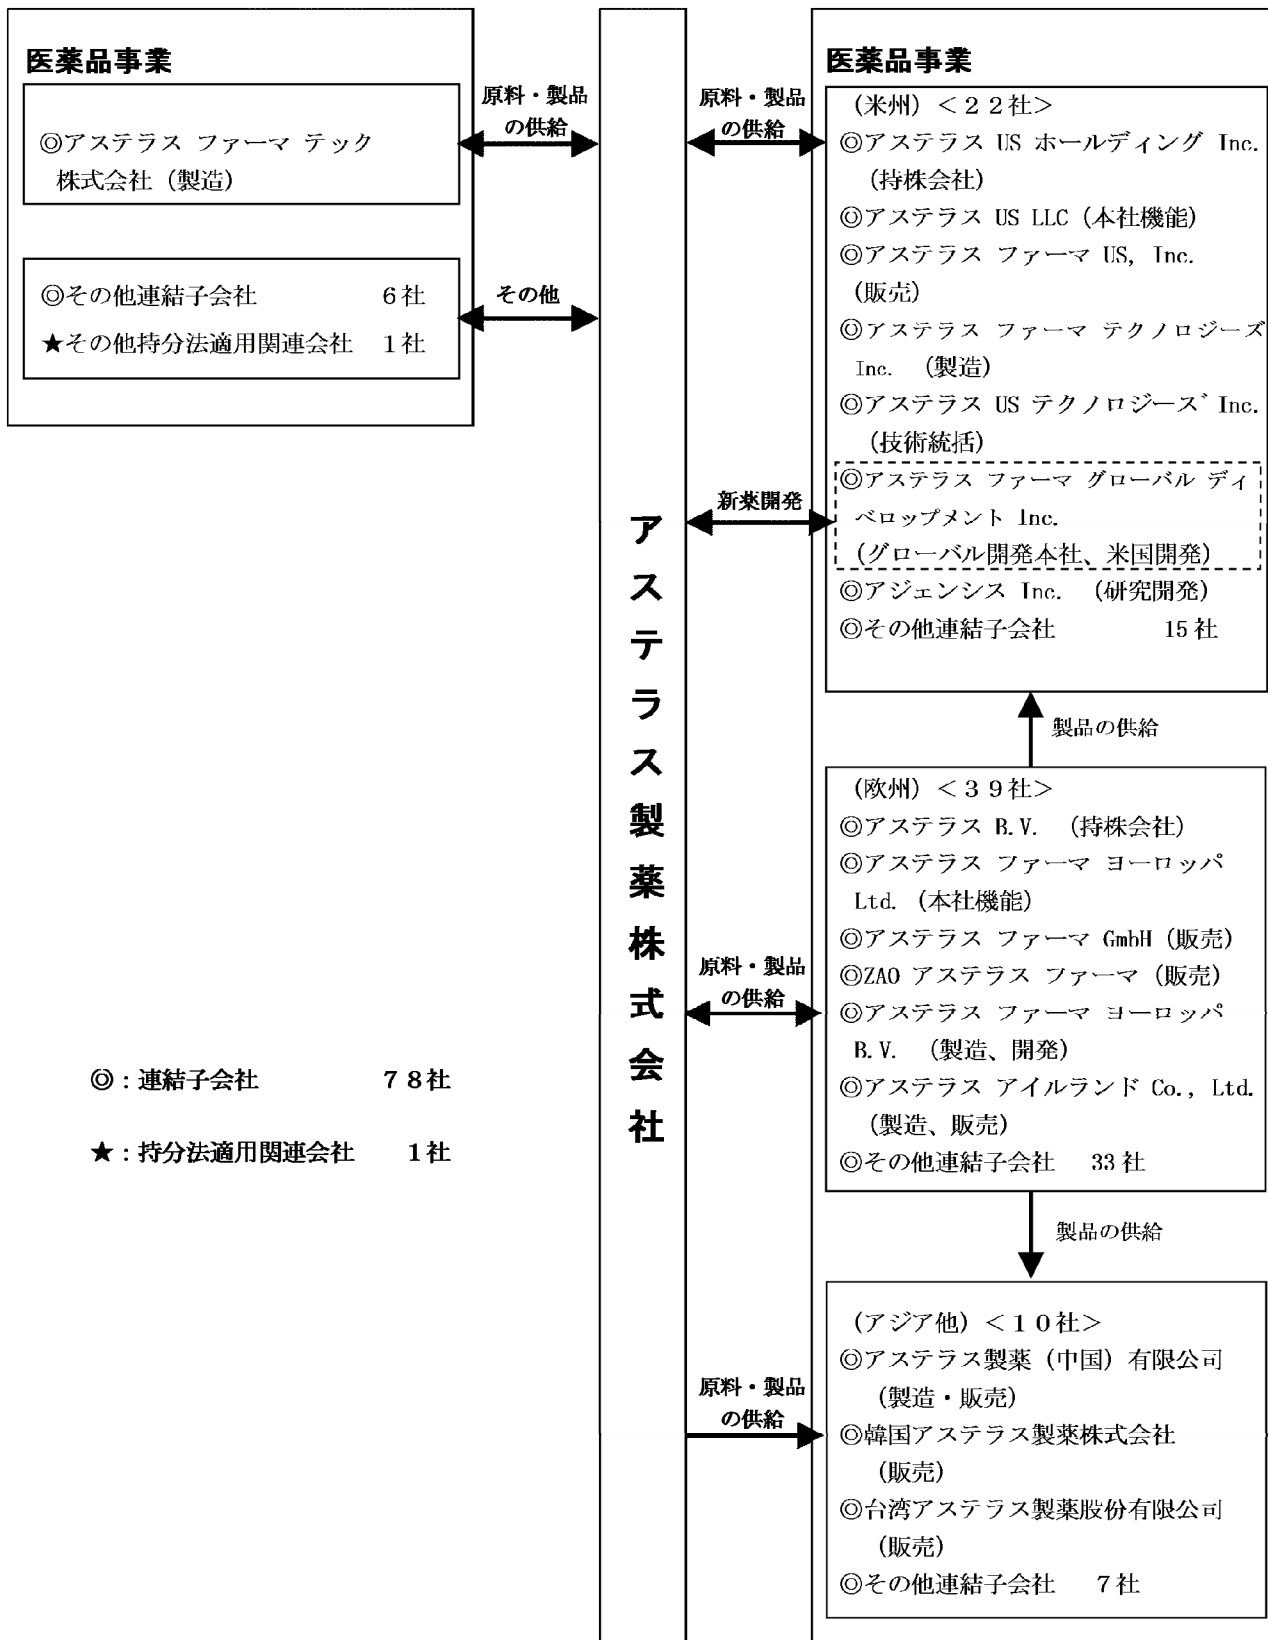 医薬品事業
◎アステラス ファーマ テック
株式会社（製造）
◎その他連結子会社 ６社
★その他持分法適用関連会社 １社
原料・製品
の供給
その他
◎：連結子会社 ７８社
★：持分法適用関連会社 １社
アステラス製薬株式会社
原料・製品
の供給
新薬開発
原料・製品
の供給
原料・製品
の供給
医薬品事業
（米州）＜２２社＞
◎アステラス US ホールディング Inc.
（持株会社）
◎アステラス US LLC（本社機能）
◎アステラス ファーマ US, Inc.
（販売）
◎アステラス ファーマ テクノロジーズ
Inc. （製造）
◎アステラス US テクノロジーズ Inc.
（技術統括）
◎アステラス ファーマ グローバル ディ
ベロップメント Inc.
（グローバル開発本社、米国開発）
◎アジェンシス Inc. （研究開発）
◎その他連結子会社 15社
製品の供給
（欧州）＜３９社＞
◎アステラス B.V. （持株会社）
◎アステラス ファーマ ヨーロッパ
Ltd.（本社機能）
◎アステラス ファーマ GmbH（販売）
◎ZAO アステラス ファーマ（販売）
◎アステラス ファーマ ヨーロッパ
B.V. （製造、開発）
◎アステラス アイルランド Co., Ltd.
（製造、販売）
◎その他連結子会社 33社
製品の供給
（アジア他）＜１０社＞
◎アステラス製薬（中国）有限公司
（製造・販売）
◎韓国アステラス製薬株式会社
（販売）
◎台湾アステラス製薬股份有限公司
（販売）
◎その他連結子会社 ７社